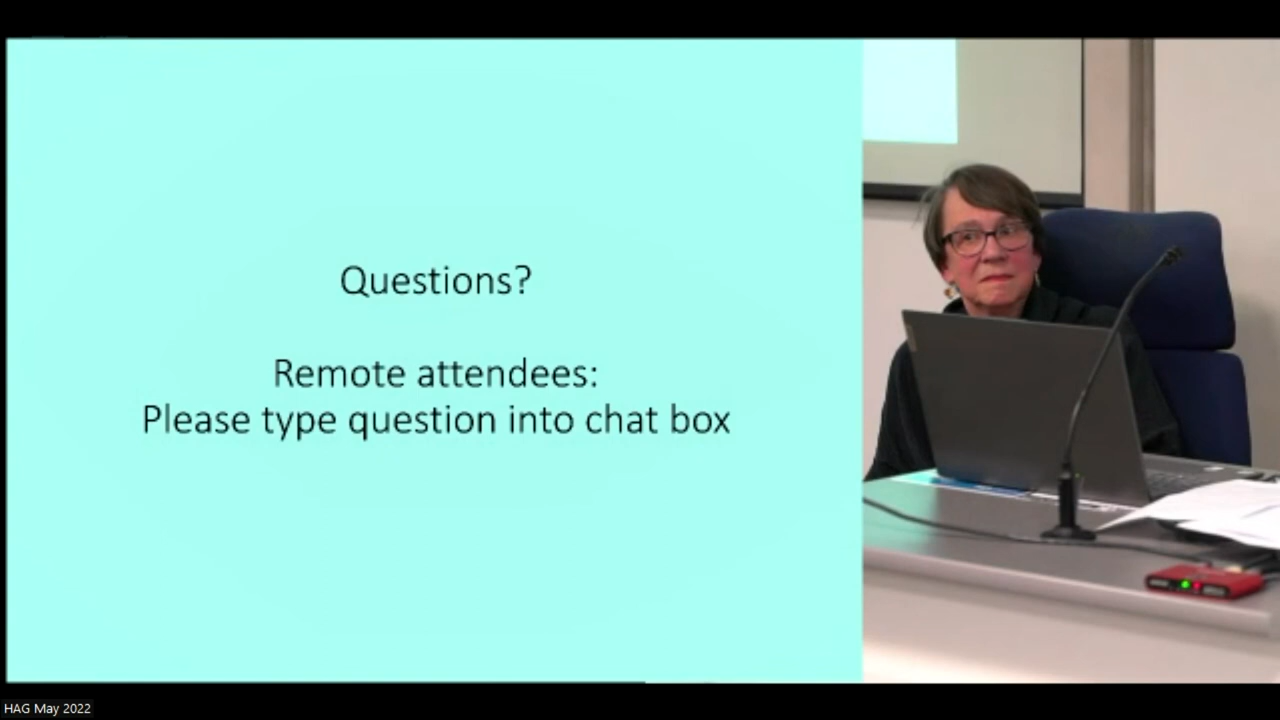 Questions?
Remote attendees:
Please type question into chat box
HAG May 2022